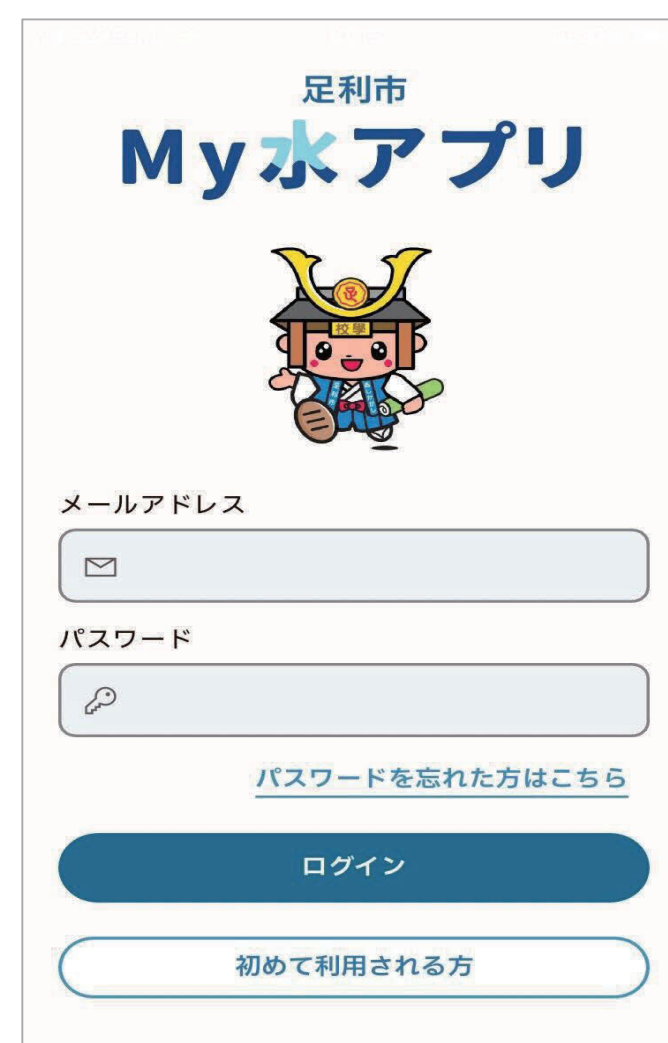 足利市
My水アプリ
足
校學
メールアドレス
パスワード
パスワードを忘れた方はこちら
ログイン
初めて利用される方